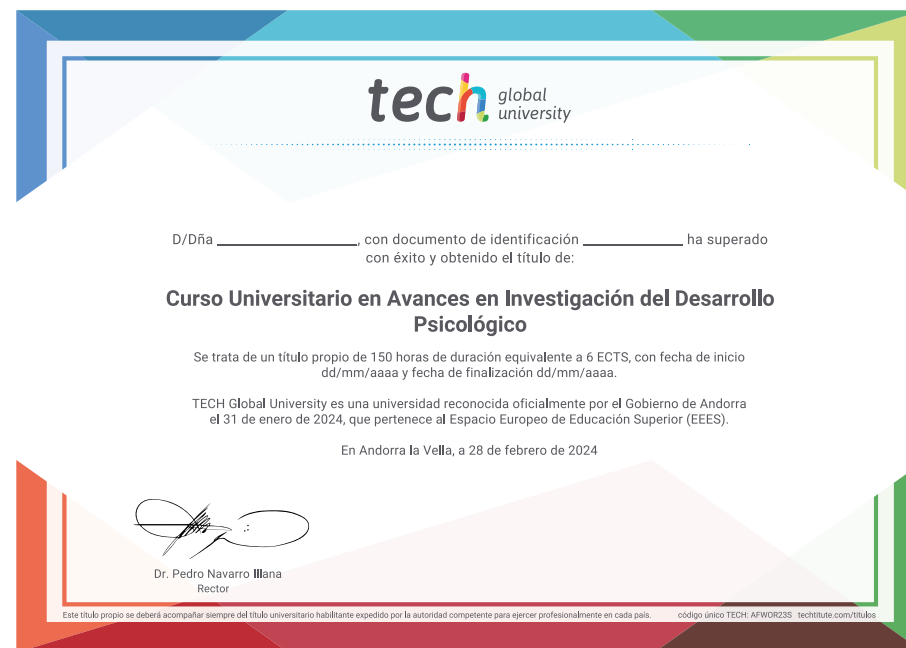 tech global university
D/Dña ____________________, con documento de identificación ______________ ha superado
con éxito y obtenido el título de:
Curso Universitario en Avances en Investigación del Desarrollo
Psicológico
Se trata de un título propio de 150 horas de duración equivalente a 6 ECTS, con fecha de inicio
dd/mm/aaaa y fecha de finalización dd/mm/aaaa.
TECH Global University es una universidad reconocida oficialmente por el Gobierno de Andorra
el 31 de enero de 2024, que pertenece al Espacio Europeo de Educación Superior (EEES).
En Andorra la Vella, a 28 de febrero de 2024
Dr. Pedro Navarro Illana
Rector
Este título propio se deberá acompañar siempre del título universitario habilitante expedido por la autoridad competente para ejercer profesionalmente en cada país. código único TECH: AFWOR23S techtitute.com/titulos